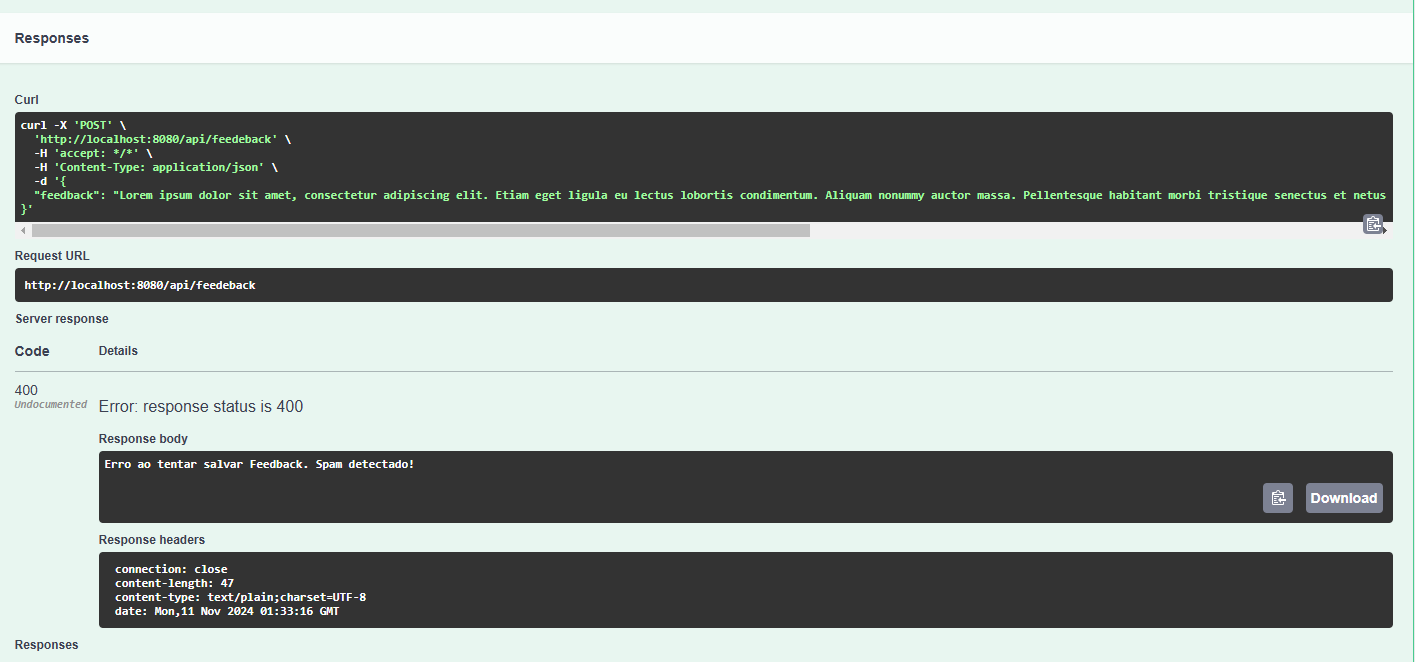 Responses
Curl
curl -X 'POST' \
'http://localhost:8080/api/feedeback' \
-H 'accept: */*' \
-H 'Content-Type: application/json' \
-d '{
"feedback": "Lorem ipsum dolor sit amet, consectetur adipiscing elit. Etiam eget ligula eu lectus lobortis condimentum. Aliquam nonummy auctor massa. Pellentesque habitant morbi tristique senectus et netus
}'
Request URL
http://localhost:8080/api/feedeback
Server response
Code Details
400
Undocumented
Error: response status is 400
Response body
Erro ao tentar salvar Feedback. Spam detectado!
Download
Response headers
connection: close
content-length: 47
content-type: text/plain;charset=UTF-8
date: Mon,11 Nov 2024 01:33:16 GMT
Responses